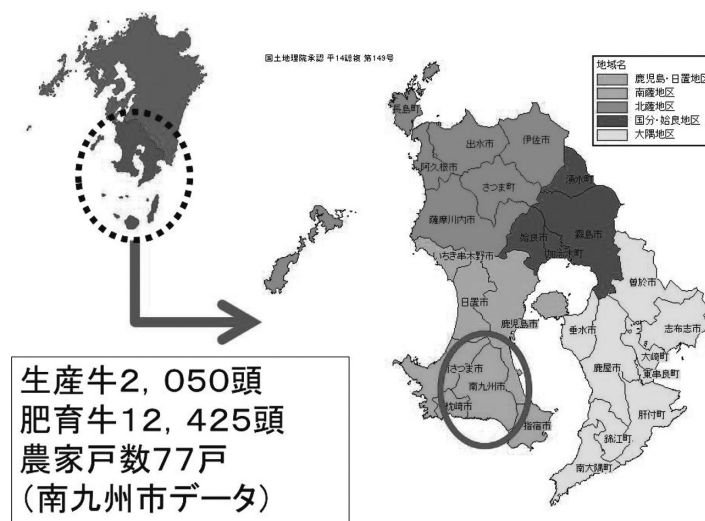 国土地理院承認 平14総複 第149号
地域名
鹿児島・日置地区
南薩地区
北薩地区
国分・姶良地区
大隅地区
長島町
出水市
伊佐市
阿久根市
さつま町
湧水町
薩摩川内市
姶良市
霧島市
加治木町
いちき串木野市
曽於市
日置市
鹿児島市
垂水市
志布志市
大崎町
鹿屋市
東串良町
さつま市
南九州市
枕崎市
指宿市
肝付町
錦江町
南大隅町
生産牛2,050頭
肥育牛12,425頭
農家戸数77戸
(南九州市データ)